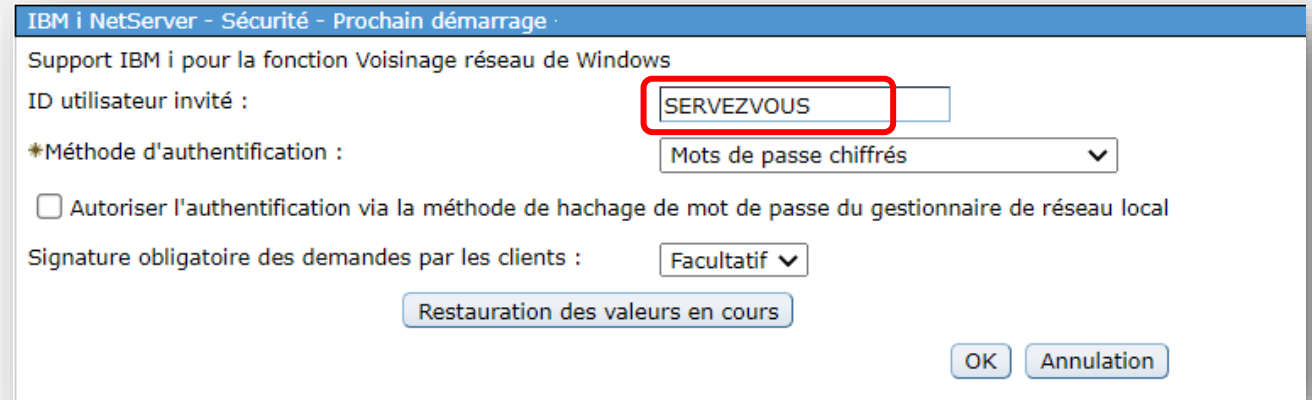 IBM i NetServer - Sécurité - Prochain démarrage
Support IBM i pour la fonction Voisinage réseau de Windows
ID utilisateur invité : SERVEZVOUS
*Méthode d'authentification : Mots de passe chiffrés
Autoriser l'authentification via la méthode de hachage de mot de passe du gestionnaire de réseau local
Signature obligatoire des demandes par les clients : Facultatif
Restauration des valeurs en cours
OK Annulation